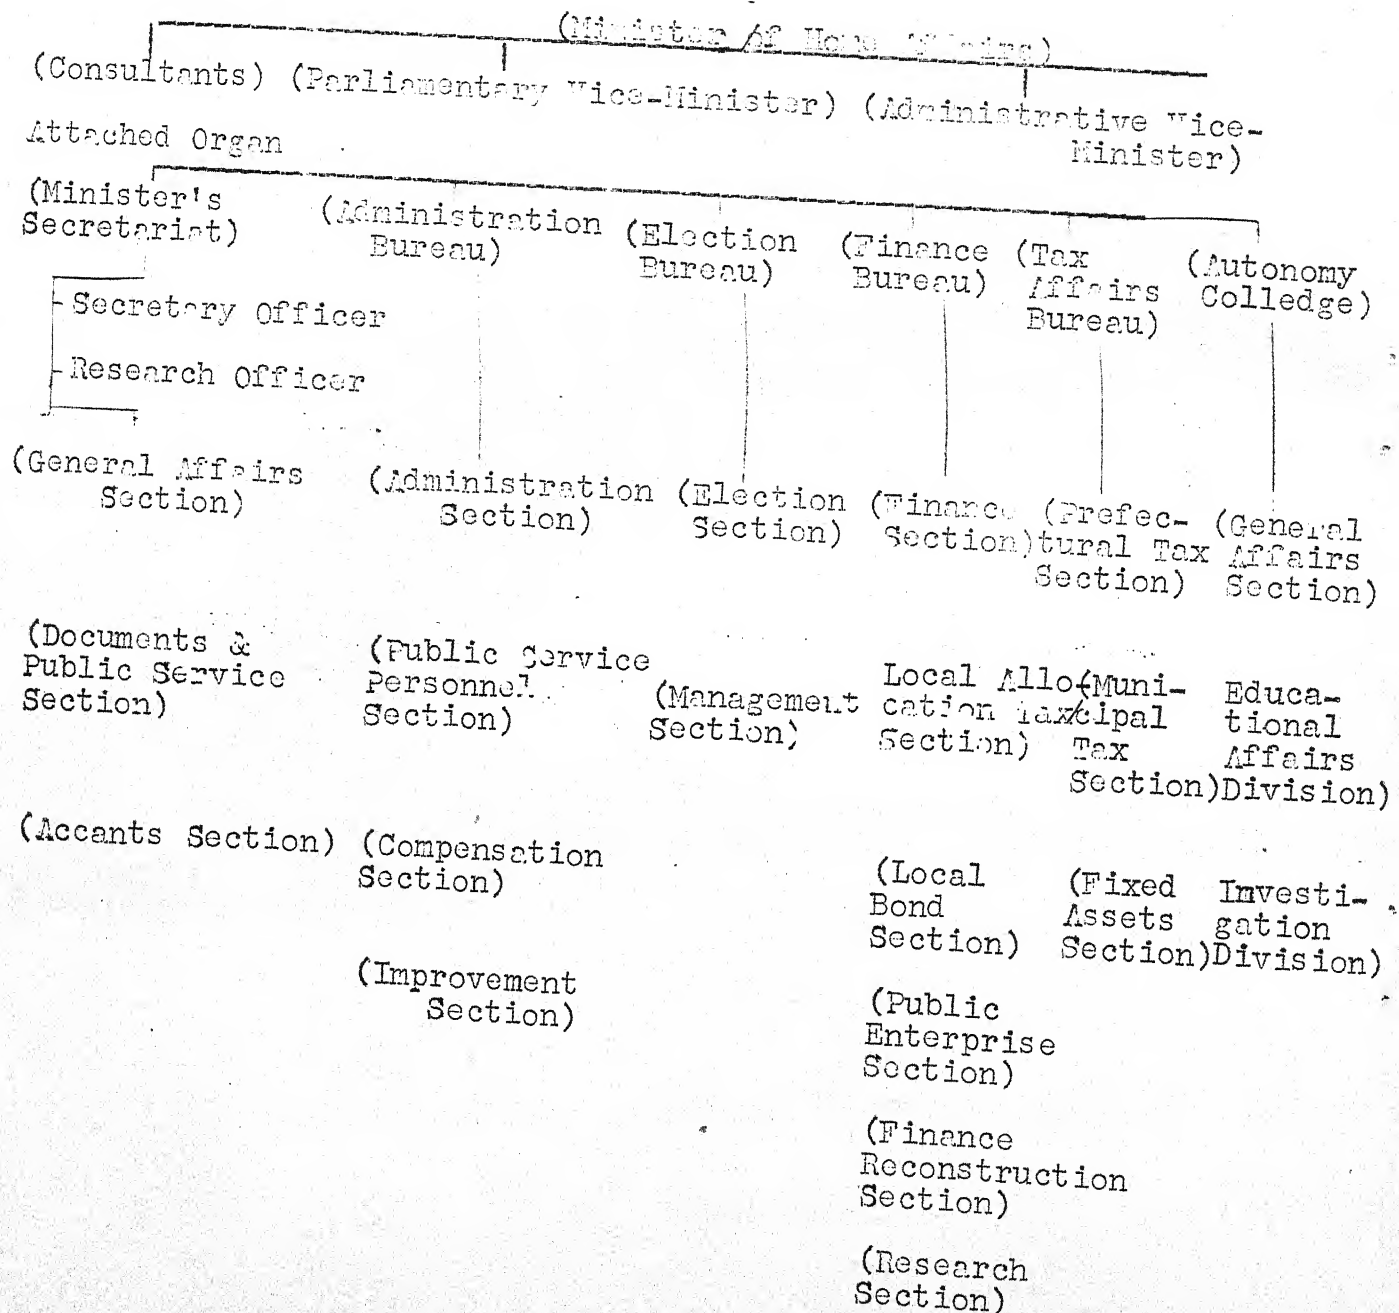 (Minister of Home Affairs)
(Consultants) (Parliamentary Vice-Minister) (Administrative Vice-
Minister)
Attached Organ
(Minister's
Secretariat)
(Administration
Bureau)
(Election
Bureau)
(Finance
Bureau)
(Tax
Affairs
Bureau)
(Autonomy
Colledge)
Secretary Officer
Research Officer
(General Affairs
Section)
(Administration
Section)
(Election
Section)
(Finance
Section)
(Prefec-
tural Tax
Section)
(General
Affairs
Section)
(Documents &
Public Service
Section)
(Public Service
Personnel
Section)
(Management
Section)
Local Allo-
cation Tax
Section)
(Muni-
cipal
Tax
Section)
Educa-
tional
Affairs
Division)
(Accants Section)
(Compensation
Section)
(Local
Bond
Section)
(Fixed
Assets
Section)
Investi-
gation
Division)
(Improvement
Section)
(Public
Enterprise
Section)
(Finance
Reconstruction
Section)
(Research
Section)